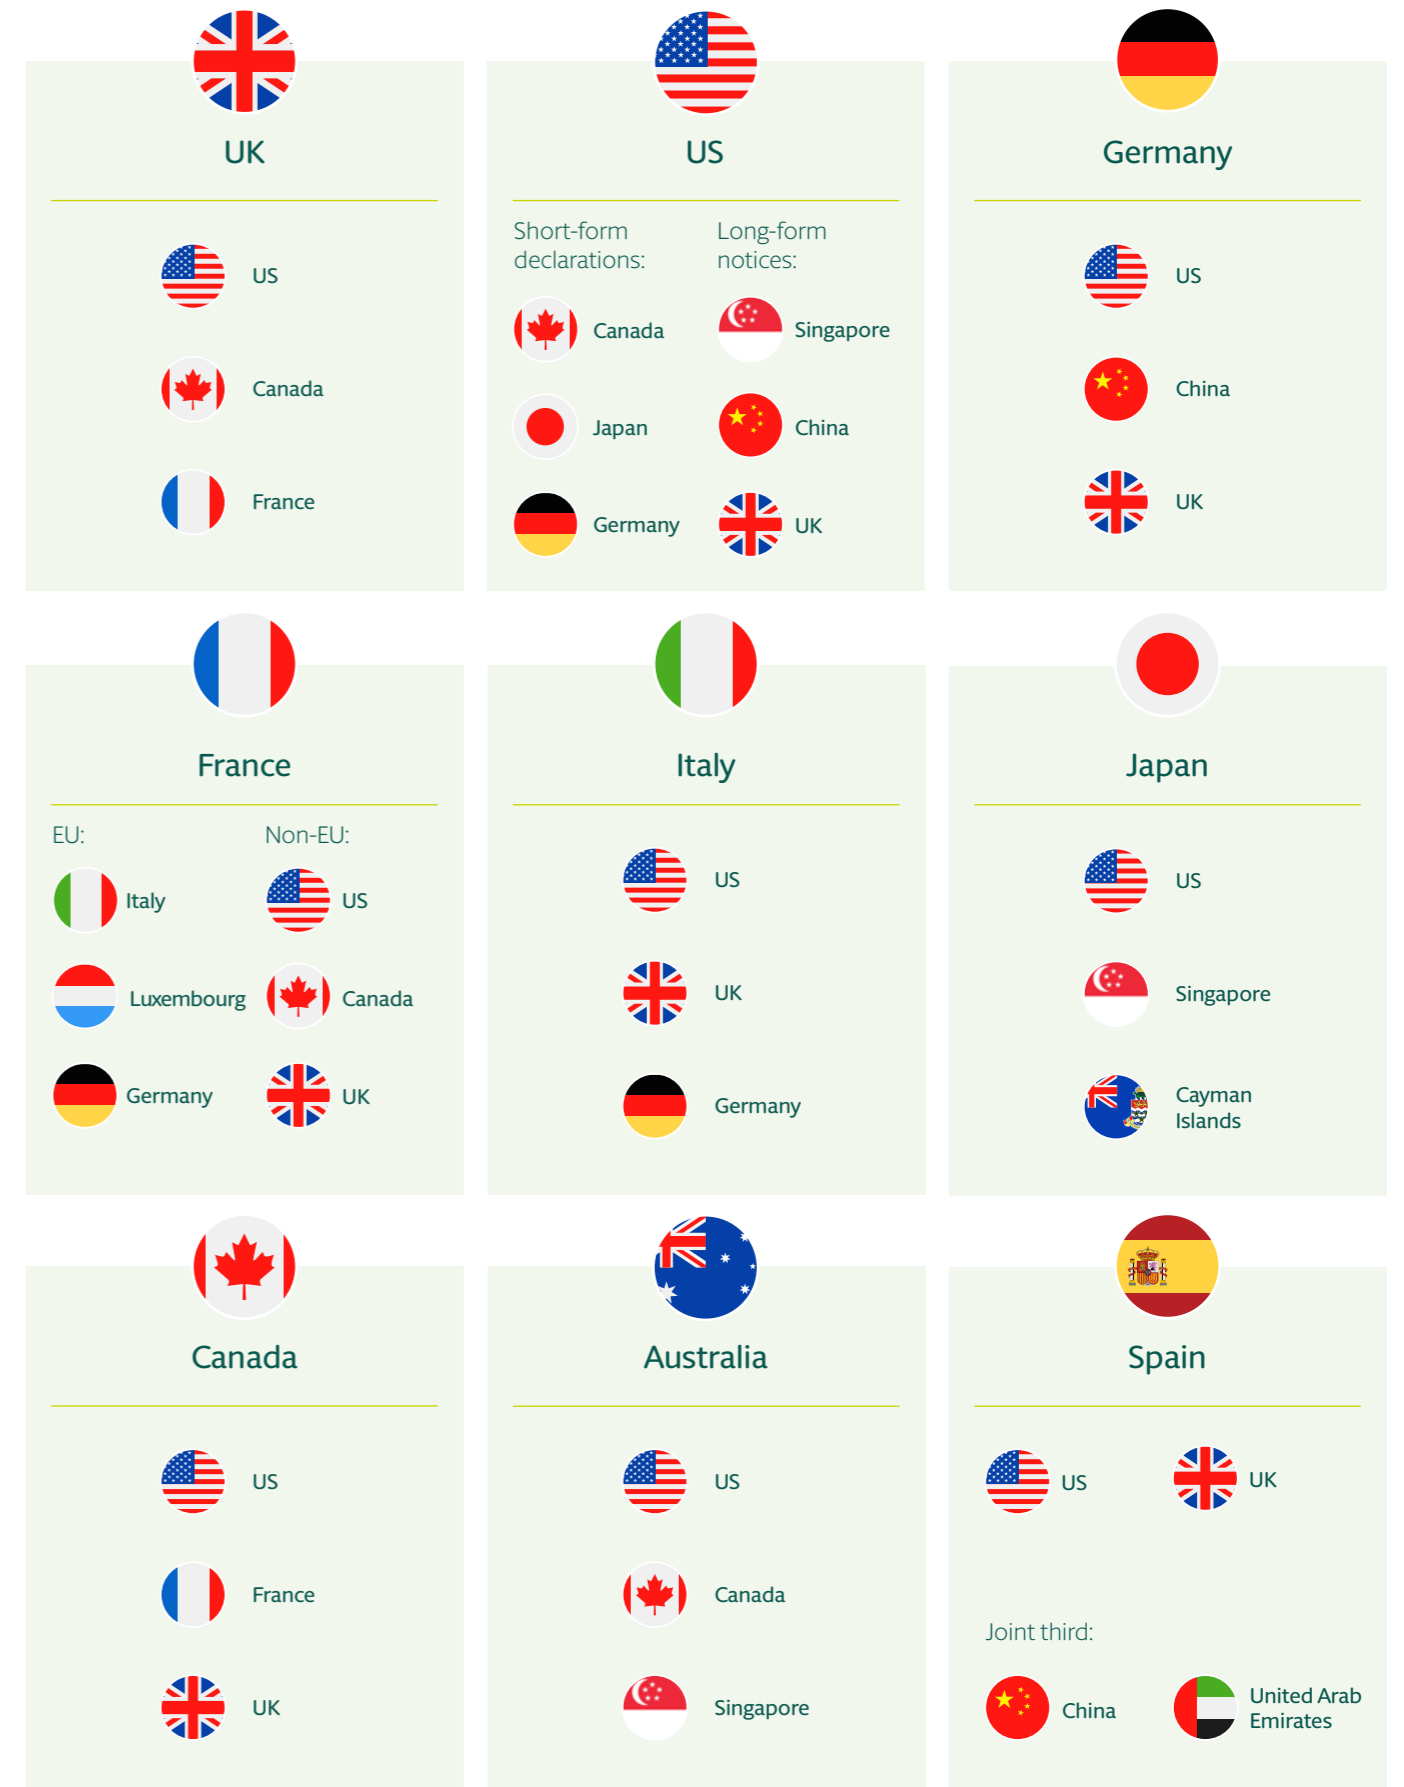 UK
US
Canada
France
US
Short-form
declarations:
Canada
Japan
Germany
Long-form
notices:
Singapore
China
UK
Germany
US
China
UK
France
EU:
Italy
Luxembourg
Germany
Non-EU:
US
Canada
UK
Italy
US
UK
Germany
Japan
US
Singapore
Cayman
Islands
Canada
US
France
UK
Australia
US
Canada
Singapore
Spain
US
UK
Joint third:
China
United Arab
Emirates